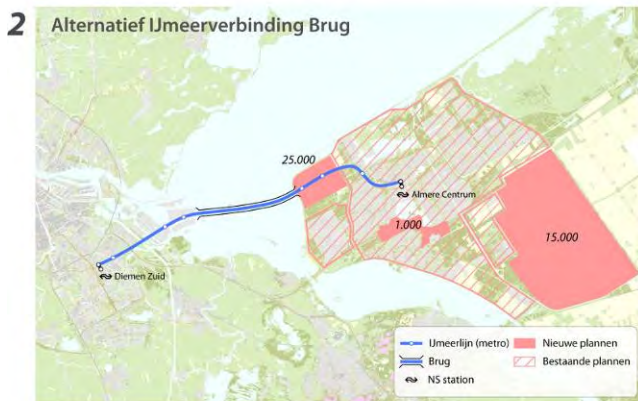 2 Alternatief IJmeerverbinding Brug
25.000
Almere Centrum
1.000
15.000
Diemen Zuid
IJmeerlijn (metro)
Nieuwe plannen
Brug
Bestaande plannen
NS station